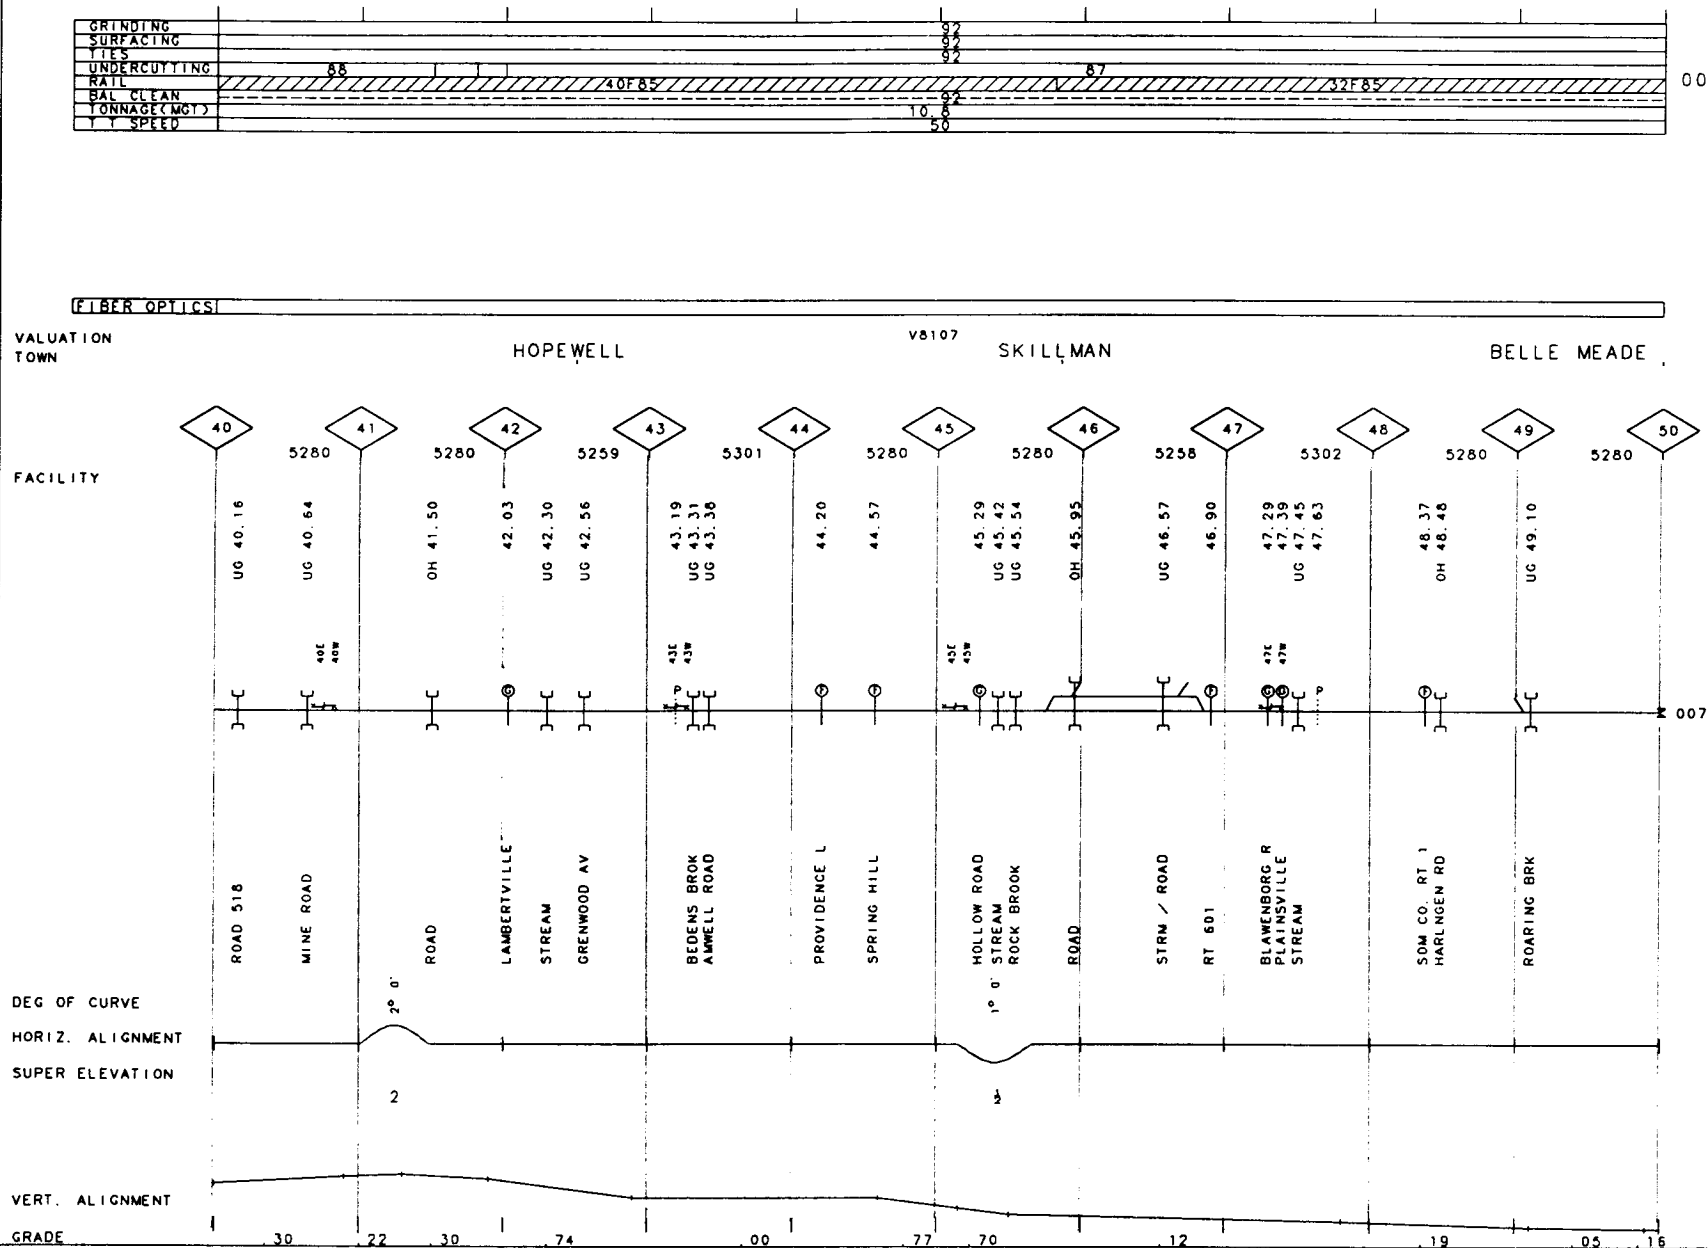 GRINDING 92
SURFACING 92
TIES 92
UNDERCUTTING 88 87
RAIL 40F85 32F85
BAL CLEAN 92
TONNAGE(MGT) 10.8
T T SPEED 50
00
FIBER OPTICS
VALUATION V8107
TOWN HOPEWELL SKILLMAN BELLE MEADE
40 41 42 43 44 45 46 47 48 49 50
5280 5280 5259 5301 5280 5280 5258 5302 5280 5280
FACILITY
UG 40.16
UG 40.64
OH 41.50
42.03
UG 42.30
UG 42.56
43.19
UG 43.31
UG 43.38
44.20
44.57
45.29
UG 45.42
UG 45.54
OH 45.95
UG 46.57
46.90
47.29
47.39
UG 47.45
47.63
48.37
OH 48.48
UG 49.10
40E
40W
43E
43W
45E
45W
47E
47W
G P F F G F G G P F
007
ROAD 518
MINE ROAD
ROAD
LAMBERTVILLE
STREAM
GRENWOOD AV
BEDENS BROK
AMWELL ROAD
PROVIDENCE L
SPRING HILL
HOLLOW ROAD
STREAM
ROCK BROOK
ROAD
STRM / ROAD
RT 601
BLAWENBORG R
PLAINSVILLE
STREAM
SOM CO. RT 1
HARLINGEN RD
ROARING BRK
DEG OF CURVE 2° 0' 1° 0'
HORIZ. ALIGNMENT
SUPER ELEVATION
2 ½
VERT. ALIGNMENT
GRADE .30 .22 .30 .74 .00 .77 .70 .12 .19 .05 .16